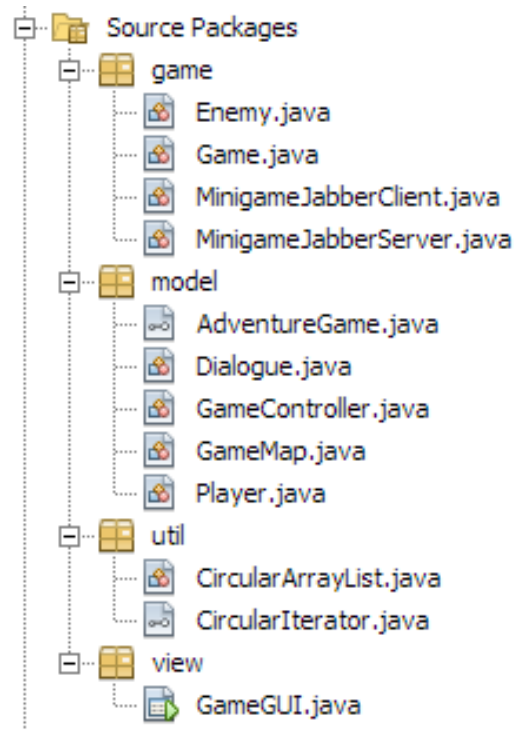 Source Packages
game
Enemy.java
Game.java
MinigameJabberClient.java
MinigameJabberServer.java
model
AdventureGame.java
Dialogue.java
GameController.java
GameMap.java
Player.java
util
CircularArrayList.java
CircularIterator.java
view
GameGUI.java